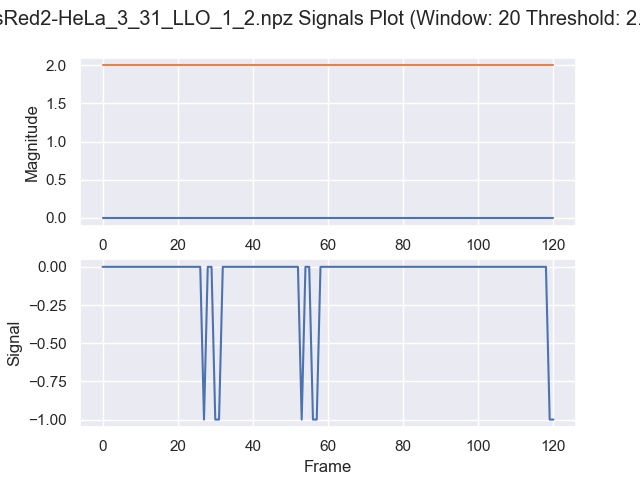 sRed2-HeLa_3_31_LLO_1_2.npz Signals Plot (Window: 20 Threshold: 2.
2.0
1.5
1.0
0.5
0.0
Magnitude
0 20 40 60 80 100 120
0.00
−0.25
−0.50
−0.75
−1.00
Signal
0 20 40 60 80 100 120
Frame